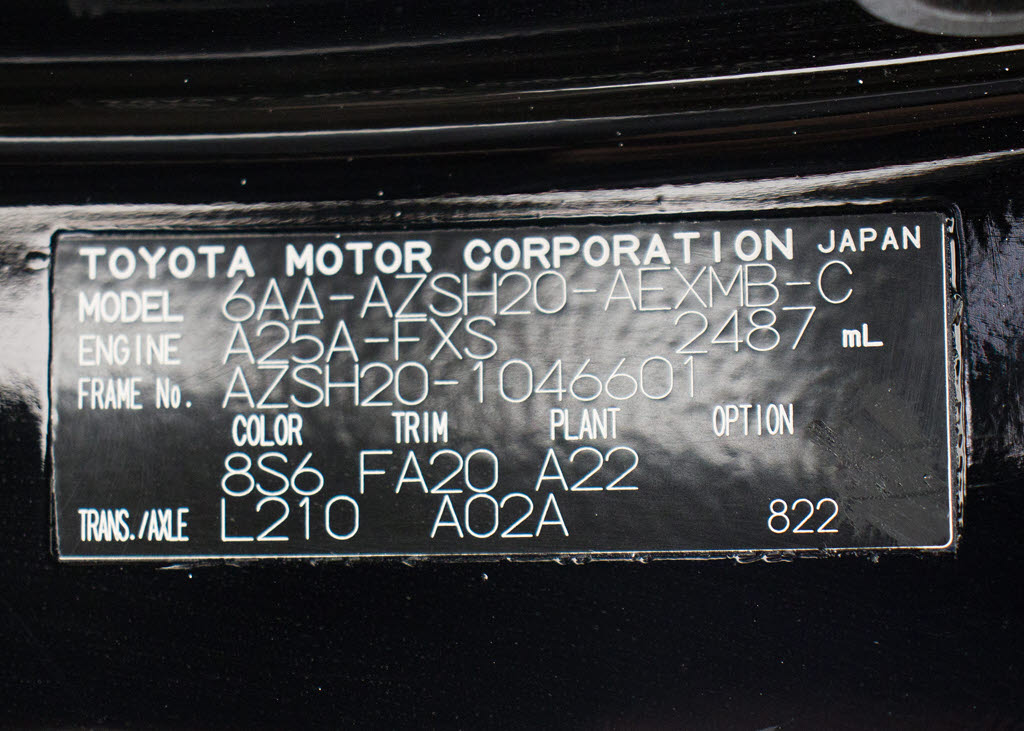 TOYOTA MOTOR CORPORATION JAPAN
MODEL 6AA-AZSH20-AEXMB-C
ENGINE A25A-FXS 2487 mL
FRAME No. AZSH20-1046601
COLOR TRIM PLANT OPTION
8S6 FA20 A22
TRANS./AXLE L210 A02A 822